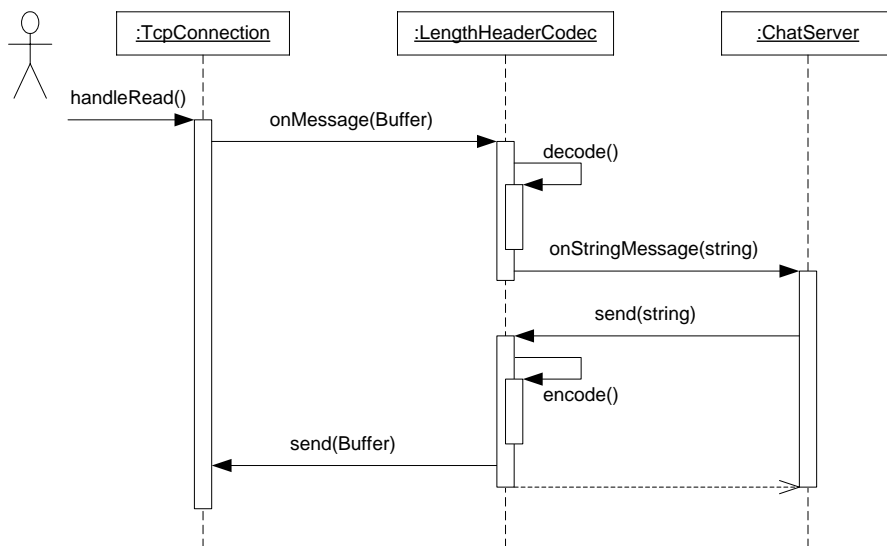 :TcpConnection
:LengthHeaderCodec
:ChatServer
handleRead()
onMessage(Buffer)
decode()
onStringMessage(string)
send(string)
encode()
send(Buffer)